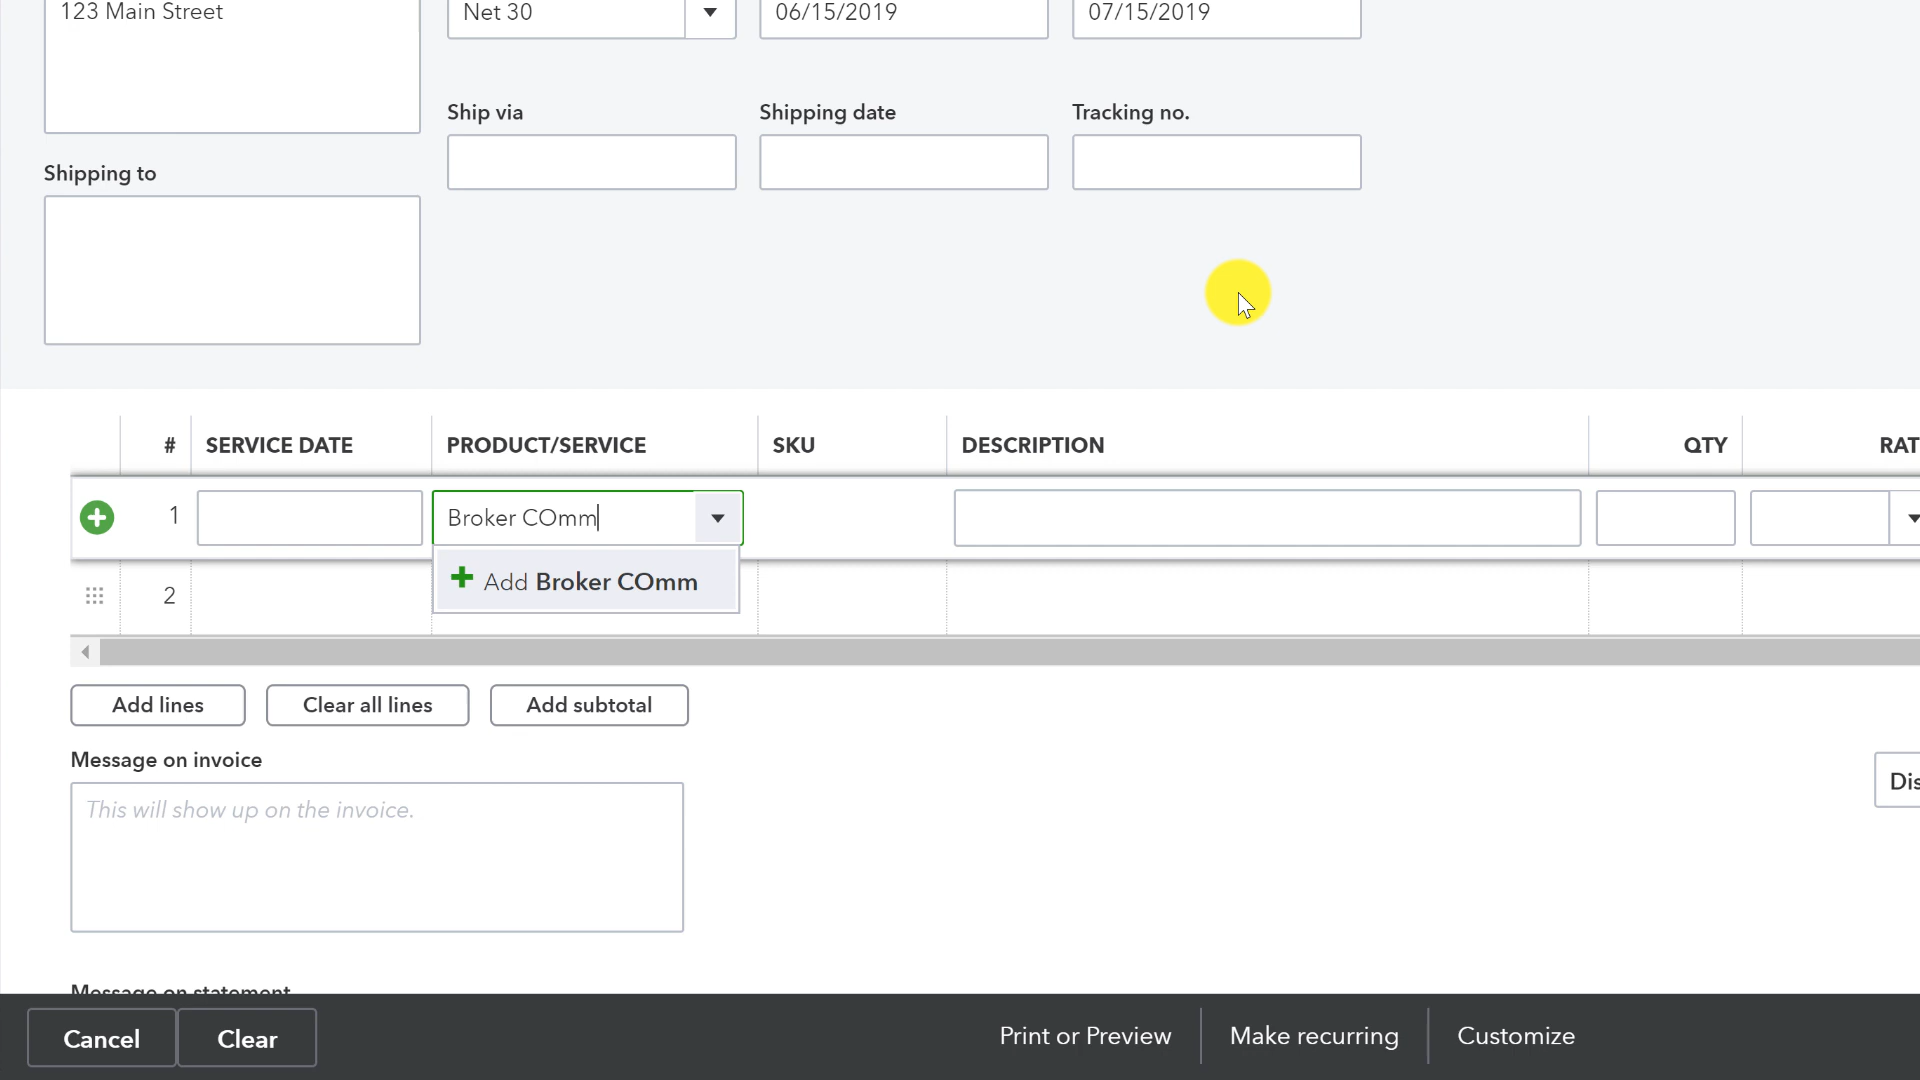 123 Main Street
Net 30
06/15/2019
07/15/2019
Ship via
Shipping date
Tracking no.
Shipping to
#
SERVICE DATE
PRODUCT/SERVICE
SKU
DESCRIPTION
QTY
RAT
1
Broker COmm
Add Broker COmm
2
Add lines
Clear all lines
Add subtotal
Message on invoice
Dis
This will show up on the invoice.
Message on statement
Cancel
Clear
Print or Preview
Make recurring
Customize